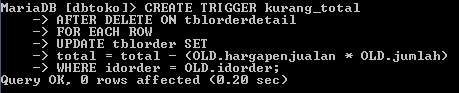 MariaDB [dbtoko]> CREATE TRIGGER kurang_total
    -> AFTER DELETE ON tblorderdetail
    -> FOR EACH ROW
    -> UPDATE tblorder SET
    -> total = total - (OLD.hargapenjualan * OLD.jumlah)
    -> WHERE idorder = OLD.idorder;
Query OK, 0 rows affected (0.20 sec)